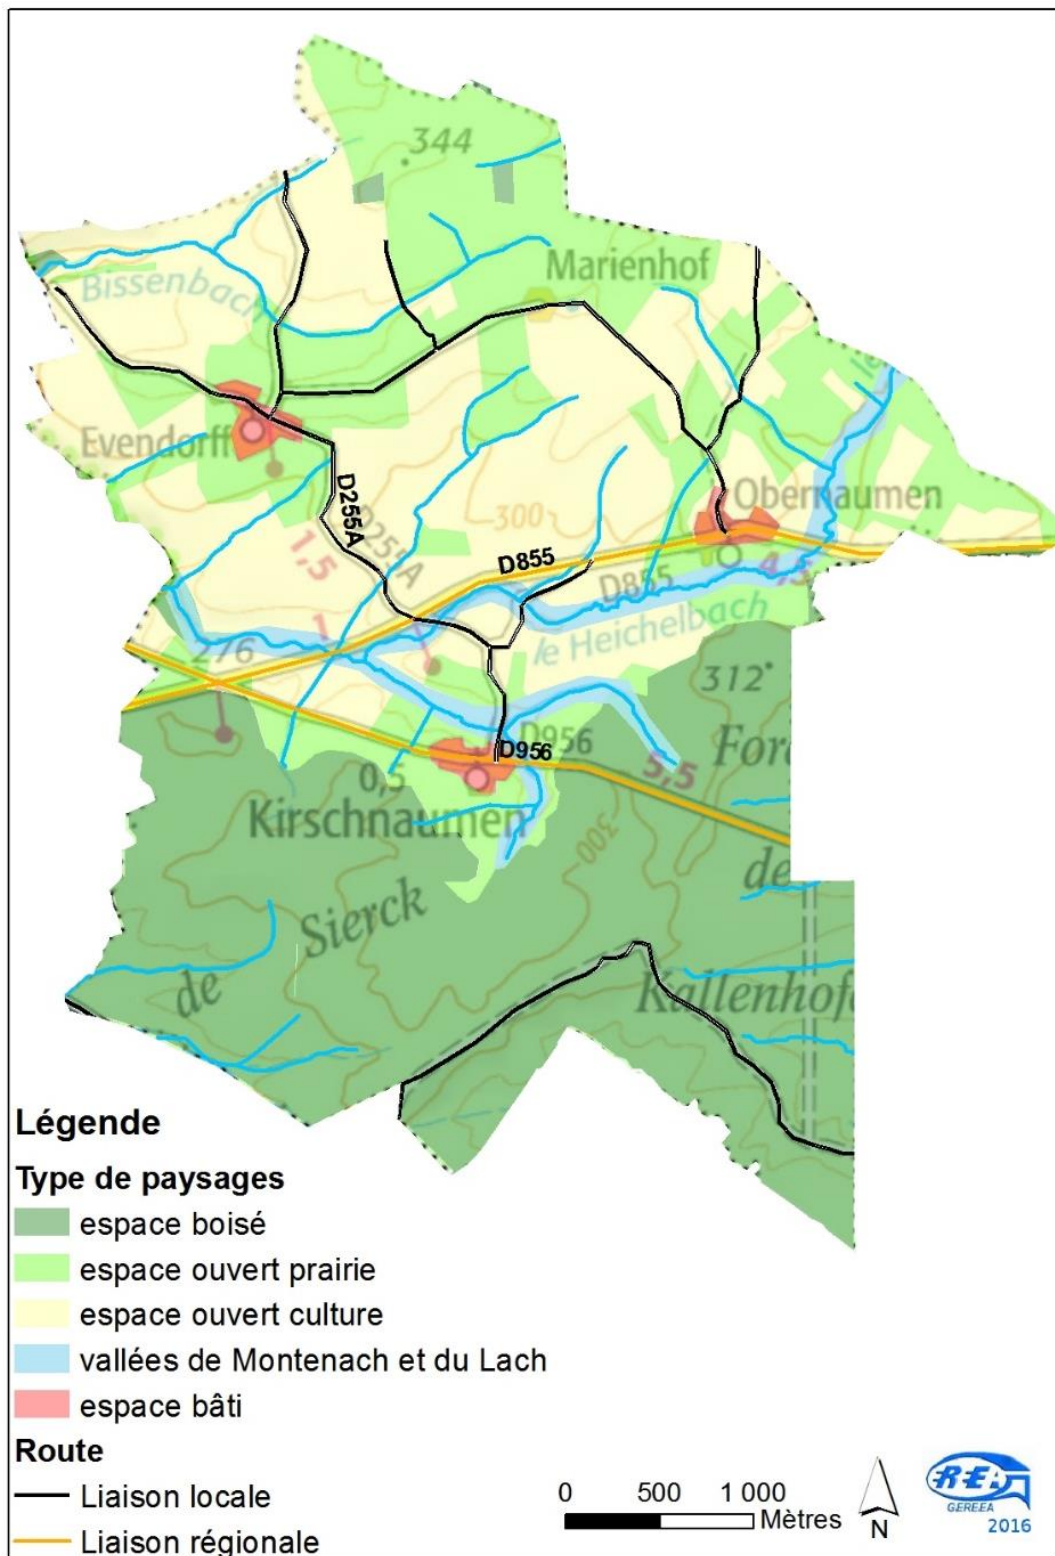 344
Marienhof
Bissenbach
Evendorff
Obernaumen
D255A
D255A
300
1,5
D855
D855
4,5
le Heichelbach
1
276
312
D956
D956
5,5
0,5
Kirschnaumen
300
de
Sierck
de
Kallenhofe
Légende
Type de paysages
espace boisé
espace ouvert prairie
espace ouvert culture
vallées de Montenach et du Lach
espace bâti
Route
Liaison locale
Liaison régionale
0 500 1 000
Mètres
N
REA
GEREEA
2016